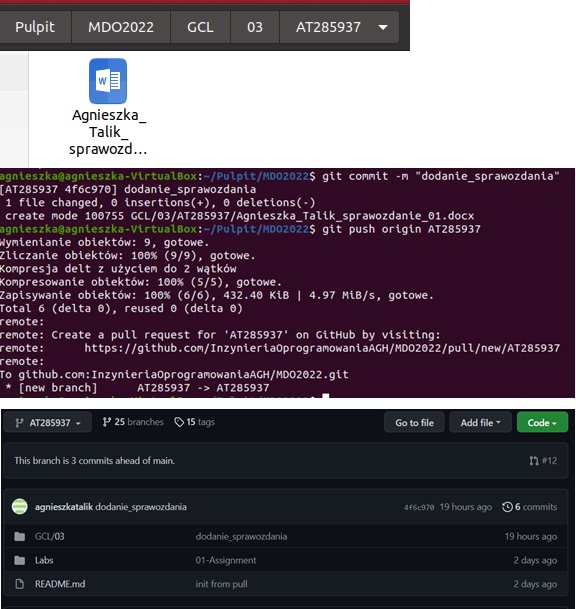 Pulpit MDO2022 GCL 03 AT285937
W
Agnieszka_
Talik_
sprawozd...
agnieszka@agnieszka-VirtualBox:~/Pulpit/MDO2022$ git commit -m "dodanie_sprawozdania"
[AT285937 4f6c970] dodanie_sprawozdania
1 file changed, 0 insertions(+), 0 deletions(-)
create mode 100755 GCL/03/AT285937/Agnieszka_Talik_sprawozdanie_01.docx
agnieszka@agnieszka-VirtualBox:~/Pulpit/MDO2022$ git push origin AT285937
Wymienianie obiektów: 9, gotowe.
Zliczanie obiektów: 100% (9/9), gotowe.
Kompresja delt z użyciem do 2 wątków
Kompresowanie obiektów: 100% (5/5), gotowe.
Zapisywanie obiektów: 100% (6/6), 432.40 KiB | 4.97 MiB/s, gotowe.
Total 6 (delta 0), reused 0 (delta 0)
remote:
remote: Create a pull request for 'AT285937' on GitHub by visiting:
remote: https://github.com/InzynieriaOprogramowaniaAGH/MDO2022/pull/new/AT285937
remote:
To github.com:InzynieriaOprogramowaniaAGH/MDO2022.git
* [new branch] AT285937 -> AT285937
AT285937 25 branches 15 tags Go to file Add file Code
This branch is 3 commits ahead of main. #12
agnieszkatalik dodanie_sprawozdania 4f6c970 19 hours ago 6 commits
GCL/03 dodanie_sprawozdania 19 hours ago
Labs 01-Assignment 2 days ago
README.md init from pull 2 days ago